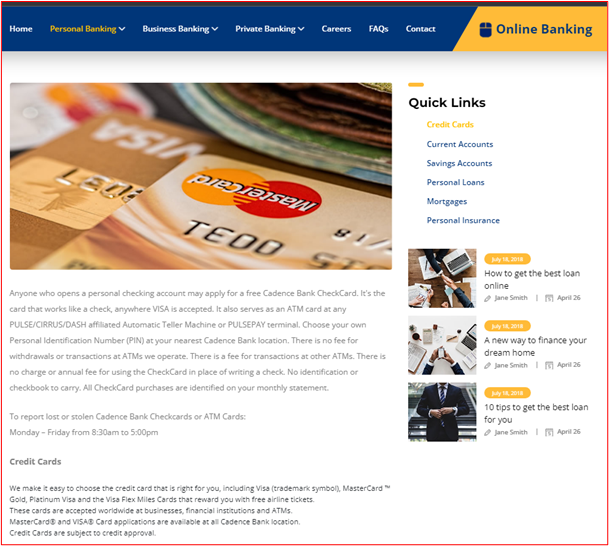 Home Personal Banking Business Banking Private Banking Careers FAQs Contact Online Banking
VISA
MasterCard
TEDD
Quick Links
Credit Cards
Current Accounts
Savings Accounts
Personal Loans
Mortgages
Personal Insurance
July 10, 2018
How to get the best loan
online
Jane Smith | April 26
July 10, 2018
A new way to finance your
dream home
Jane Smith | April 26
July 10, 2018
10 tips to get the best loan
for you
Jane Smith | April 26
Anyone who opens a personal checking account may apply for a free Cadence Bank CheckCard. It's the
card that works like a check, anywhere VISA is accepted. It also serves as an ATM card at any
PULSE/CIRRUS/DASH affiliated Automatic Teller Machine or PULSEPAY terminal. Choose your own
Personal Identification Number (PIN) at your nearest Cadence Bank location. There is no fee for
withdrawals or transactions at ATMs we operate. There is a fee for transactions at other ATMs. There is
no charge or annual fee for using the CheckCard in place of writing a check. No identification or
checkbook to carry. All CheckCard purchases are identified on your monthly statement.
To report lost or stolen Cadence Bank Checkcards or ATM Cards:
Monday – Friday from 8:30am to 5:00pm
Credit Cards
We make it easy to choose the credit card that is right for you, including Visa (trademark symbol), MasterCard ™
Gold, Platinum Visa and the Visa Flex Miles Cards that reward you with free airline tickets.
These cards are accepted worldwide at businesses, financial institutions and ATMs.
MasterCard® and VISA® Card applications are available at all Cadence Bank location.
Credit Cards are subject to credit approval.